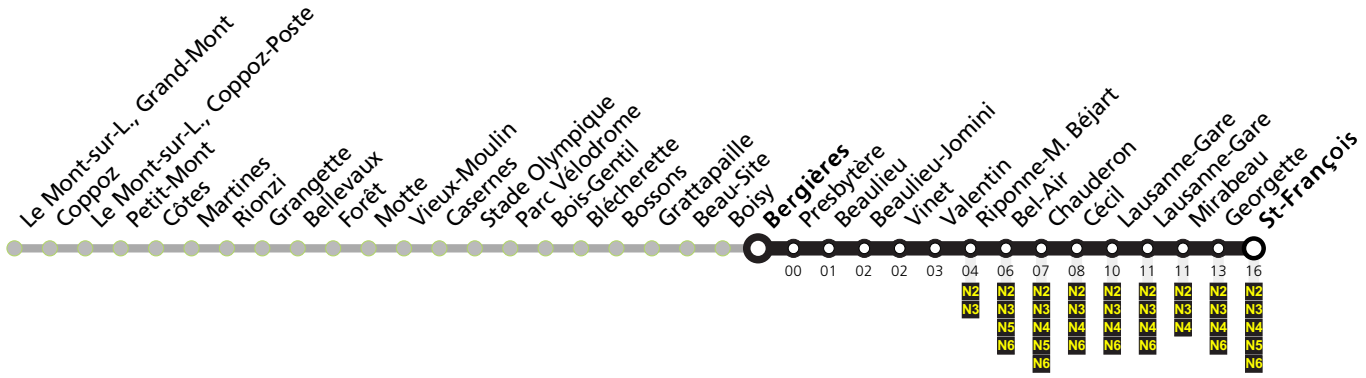 Le Mont-sur-L., Grand-Mont
Coppoz
Le Mont-sur-L., Coppoz-Poste
Petit-Mont
Côtes
Martines
Rionzi
Grangette
Bellevaux
Forêt
Motte
Vieux-Moulin
Casernes
Stade Olympique
Parc Vélodrome
Bois-Gentil
Blécherette
Bossons
Grattapaille
Beau-Site
Boisy
Bergières
Presbytère
Beaulieu
Beaulieu-Jomini
Vinet
Valentin
Riponne-M. Béjart
Bel-Air
Chauderon
Cécil
Lausanne-Gare
Lausanne-Gare
Mirabeau
Georgette
St-François
00 01 02 02 03 04 06 07 08 10 11 11 13 16
N2 N2 N2 N2 N2 N2 N2 N2 N2
N3 N3 N3 N3 N3 N3 N3 N3 N3
N5 N4 N4 N4 N4 N4 N4 N4
N6 N5 N6 N6 N6 N6 N5
N6 N6